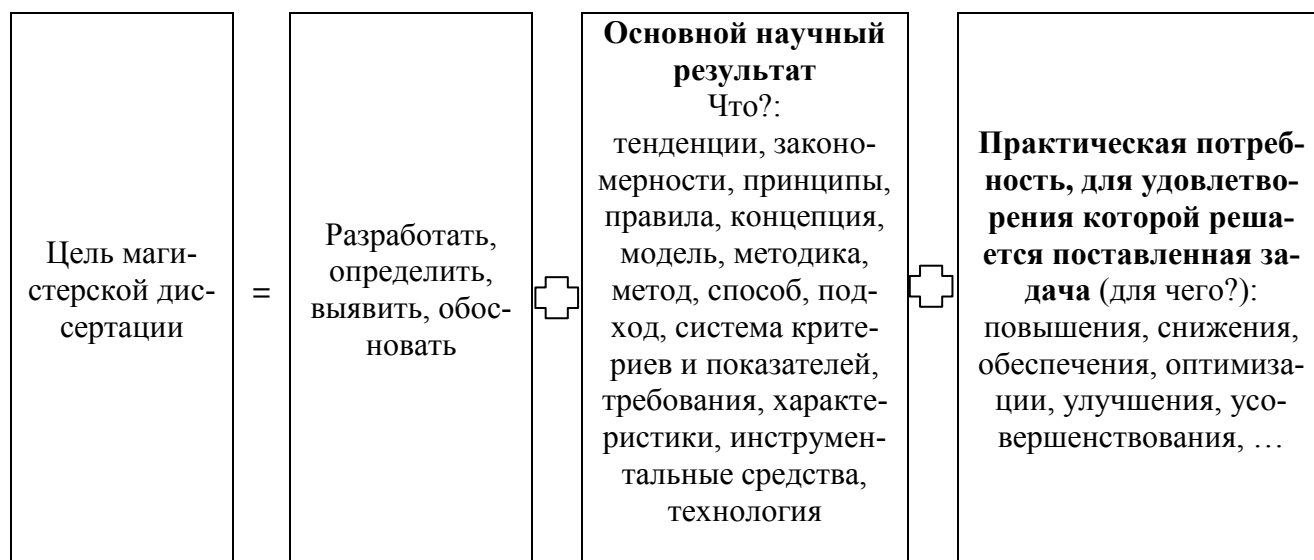 Цель маги-
стерской дис-
сертации
=
Разработать,
определить,
выявить, обос-
новать
Основной научный
результат
Что?:
тенденции, законо-
мерности, принципы,
правила, концепция,
модель, методика,
метод, способ, под-
ход, система крите-
риев и показателей,
требования, характе-
ристики, инструмен-
тальные средства,
технология
Практическая потреб-
ность, для удовлетво-
рения которой реша-
ется поставленная за-
дача (для чего?):
повышения, снижения,
обеспечения, оптимиза-
ции, улучшения, усо-
вершенствования, …